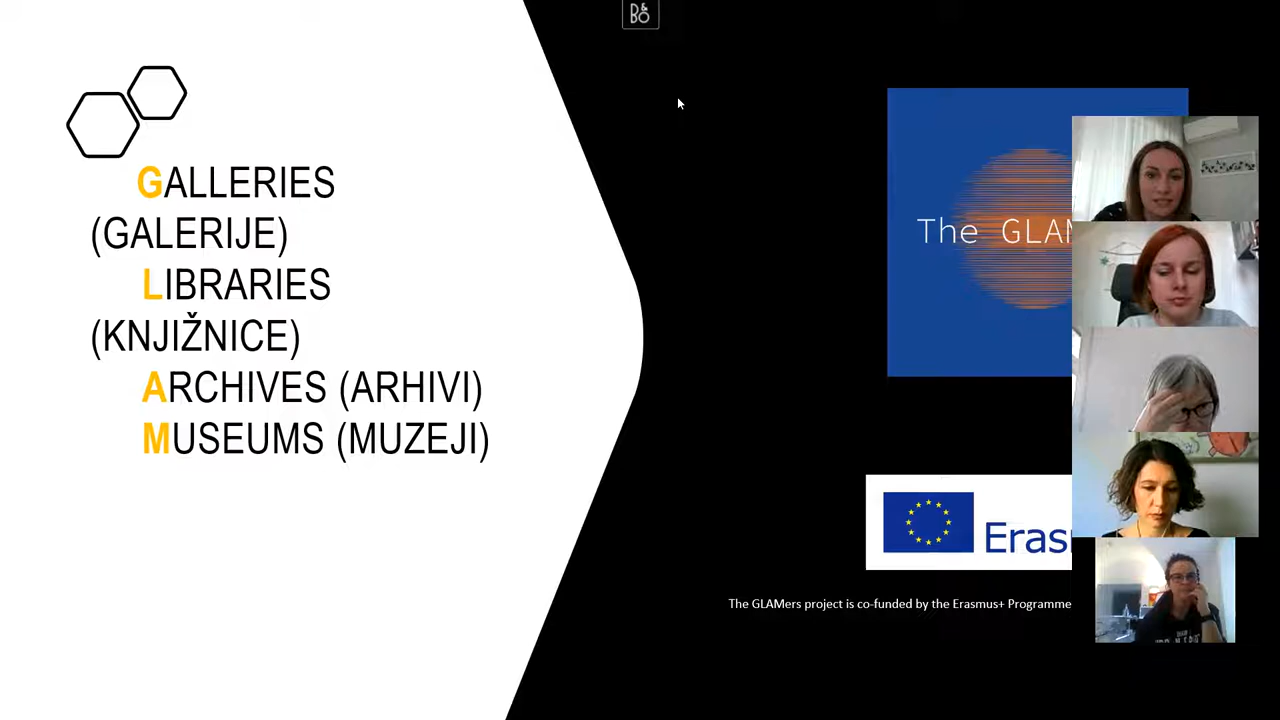 B&O
GALLERIES
(GALERIJE)
LIBRARIES
(KNJIŽNICE)
ARCHIVES (ARHIVI)
MUSEUMS (MUZEJI)
The GLAM
Eras
The GLAMers project is co-funded by the Erasmus+ Programme